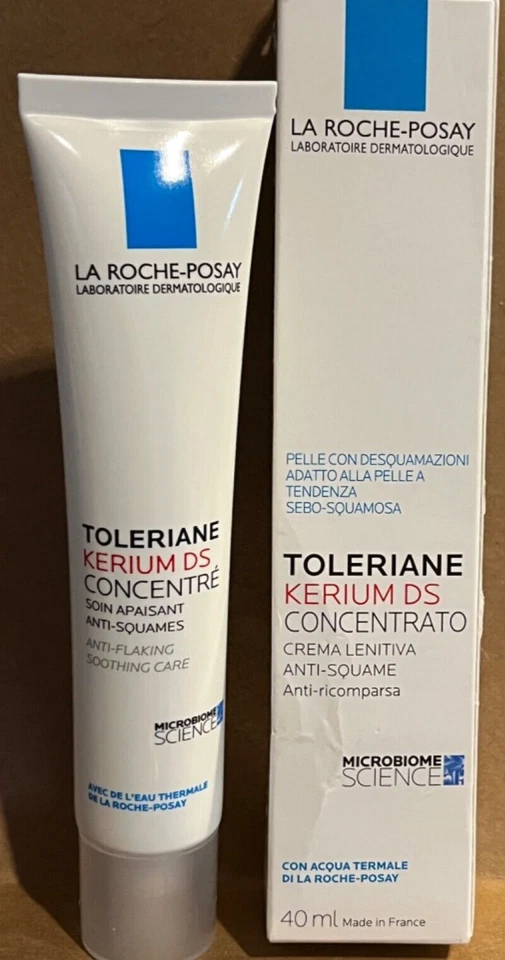 LA ROCHE-POSAY
LABORATOIRE DERMATOLOGIQUE
TOLERIANE
KERIUM DS
CONCENTRÉ
SOIN APAISANT
ANTI-SQUAMES
ANTI-FLAKING
SOOTHING CARE
MICROBIOME
SCIENCE
AVEC DE L'EAU THERMALE
DE LA ROCHE-POSAY
LA ROCHE-POSAY
LABORATOIRE DERMATOLOGIQUE
PELLE CON DESQUAMAZIONI
ADATTO ALLA PELLE A
TENDENZA
SEBO-SQUAMOSA
TOLERIANE
KERIUM DS
CONCENTRATO
CREMA LENITIVA
ANTI-SQUAME
Anti-ricomparsa
MICROBIOME
SCIENCE
CON ACQUA TERMALE
DI LA ROCHE-POSAY
40 ml Made in France